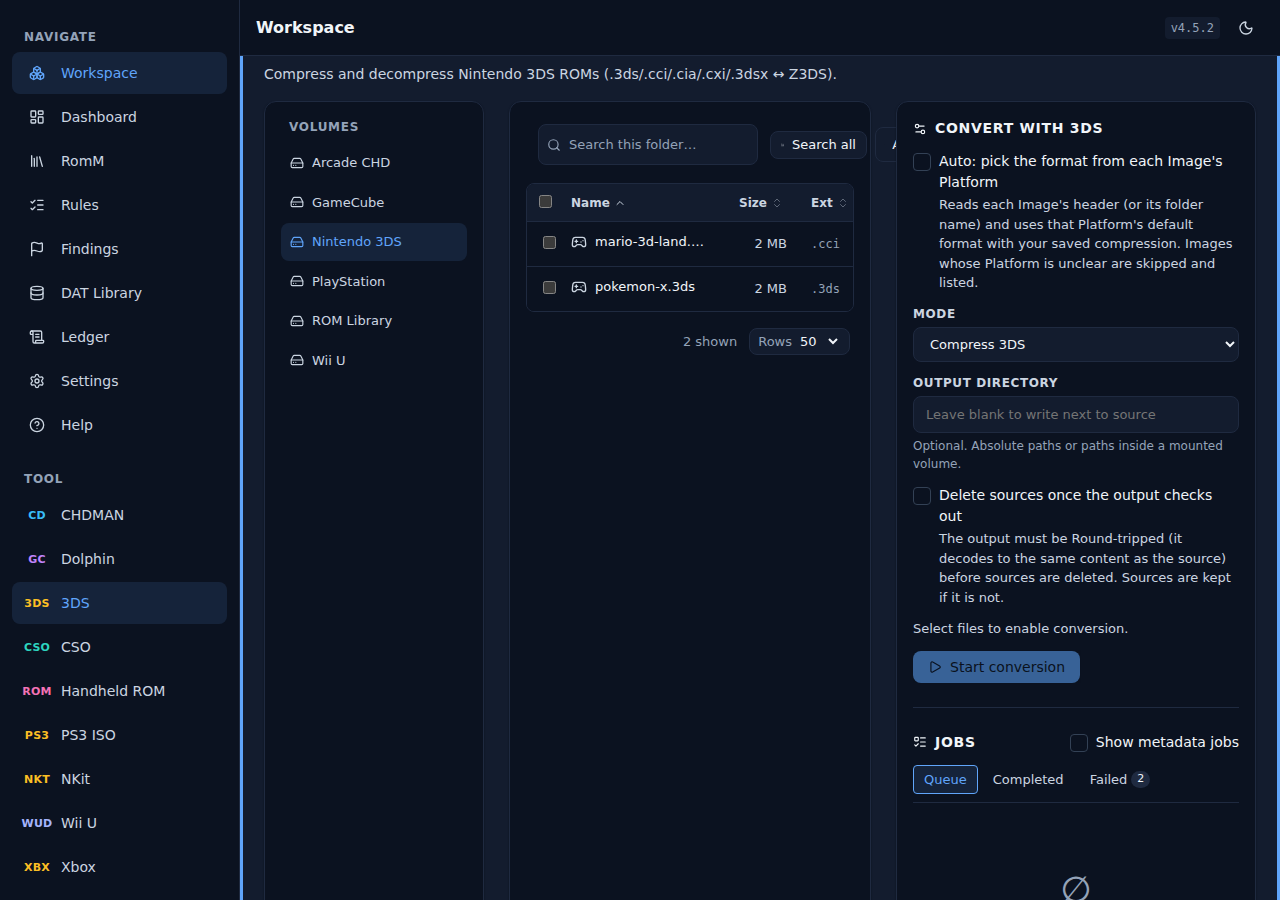 NAVIGATE
Workspace
Dashboard
RomM
Rules
Findings
DAT Library
Ledger
Settings
Help
TOOL
CD CHDMAN
GC Dolphin
3DS 3DS
CSO CSO
ROM Handheld ROM
PS3 PS3 ISO
NKT NKit
WUD Wii U
XBX Xbox
Workspace
v4.5.2
Compress and decompress Nintendo 3DS ROMs (.3ds/.cci/.cia/.cxi/.3dsx ↔ Z3DS).
VOLUMES
Arcade CHD
GameCube
Nintendo 3DS
PlayStation
ROM Library
Wii U
Search this folder…
Search all
Name Size Ext
mario-3d-land.… 2 MB .cci
pokemon-x.3ds 2 MB .3ds
2 shown Rows 50
CONVERT WITH 3DS
Auto: pick the format from each Image's
Platform
Reads each Image's header (or its folder
name) and uses that Platform's default
format with your saved compression. Images
whose Platform is unclear are skipped and
listed.
MODE
Compress 3DS
OUTPUT DIRECTORY
Leave blank to write next to source
Optional. Absolute paths or paths inside a mounted
volume.
Delete sources once the output checks
out
The output must be Round-tripped (it
decodes to the same content as the source)
before sources are deleted. Sources are kept
if it is not.
Select files to enable conversion.
Start conversion
JOBS
Show metadata jobs
Queue Completed Failed 2